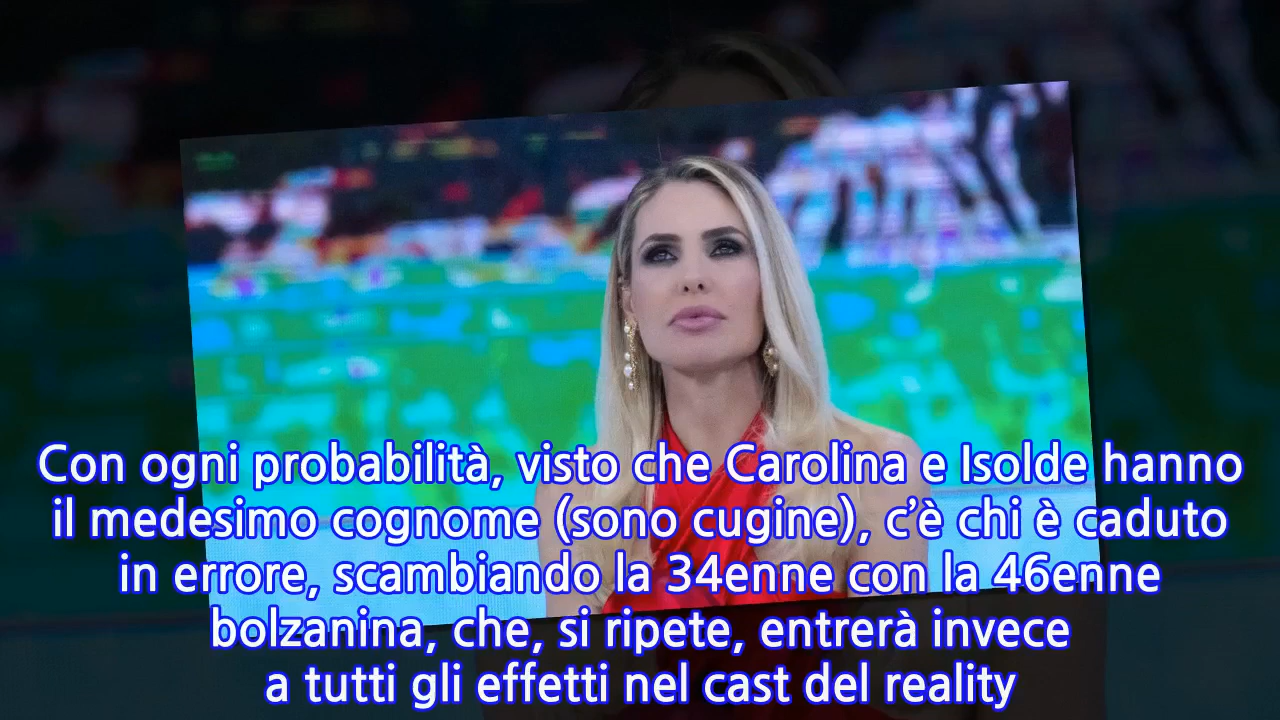 Con ogni probabilità, visto che Carolina e Isolde hanno
il medesimo cognome (sono cugine), c’è chi è caduto
in errore, scambiando la 34enne con la 46enne
bolzanina, che, si ripete, entrerà invece
a tutti gli effetti nel cast del reality